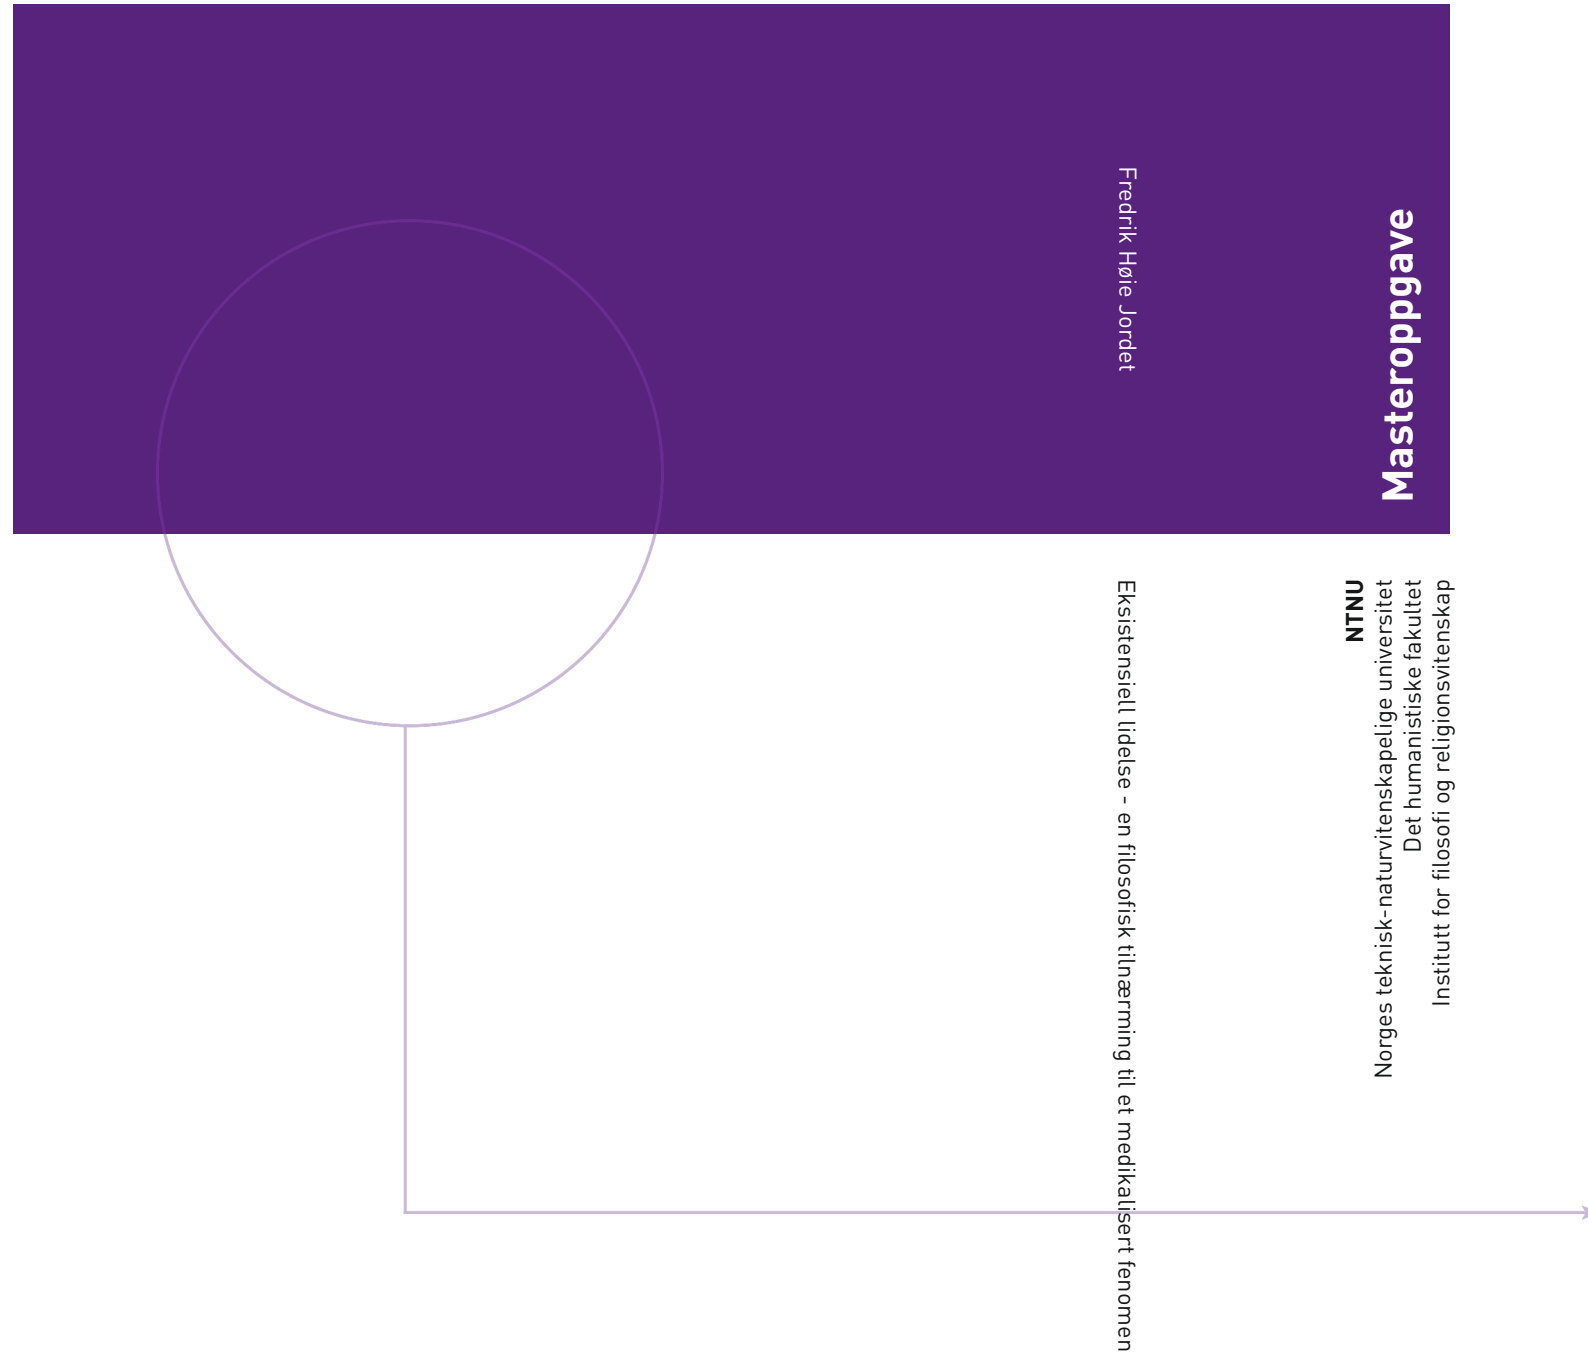 Masteroppgave
NTNU
Norges teknisk-naturvitenskapelige universitet
Det humanistiske fakultet
Institutt for filosofi og religionsvitenskap
Fredrik Høie Jordet
Eksistensiell lidelse - en filosofisk tilnærming til et medikalisert fenomen